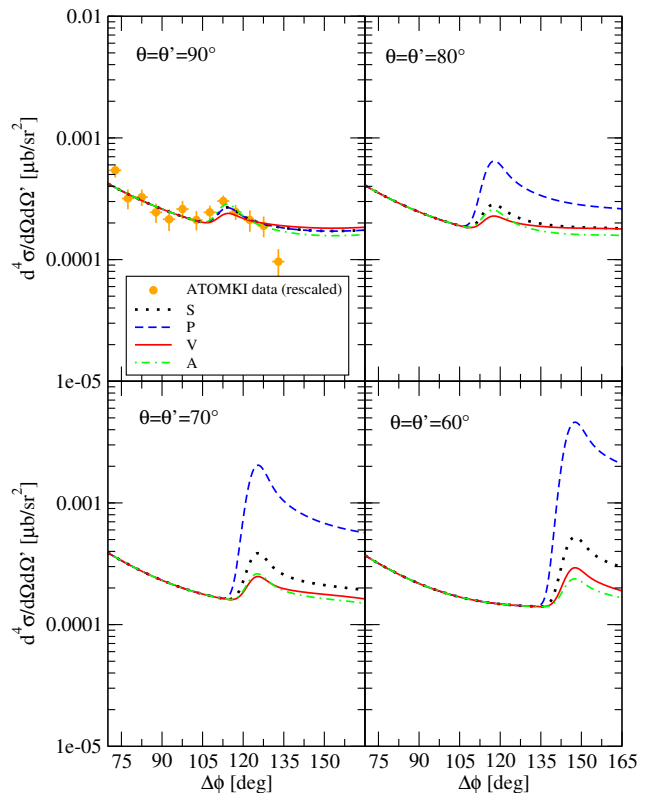 0.01
θ=θ'=90°
θ=θ'=80°
0.001
0.0001
d⁴σ/dΩdΩ' [μb/sr²]
ATOMKI data (rescaled)
S
P
V
A
1e-05
θ=θ'=70°
θ=θ'=60°
0.001
0.0001
d⁴σ/dΩdΩ' [μb/sr²]
1e-05
75 90 105 120 135 150 75 90 105 120 135 150 165
Δϕ [deg] Δϕ [deg]